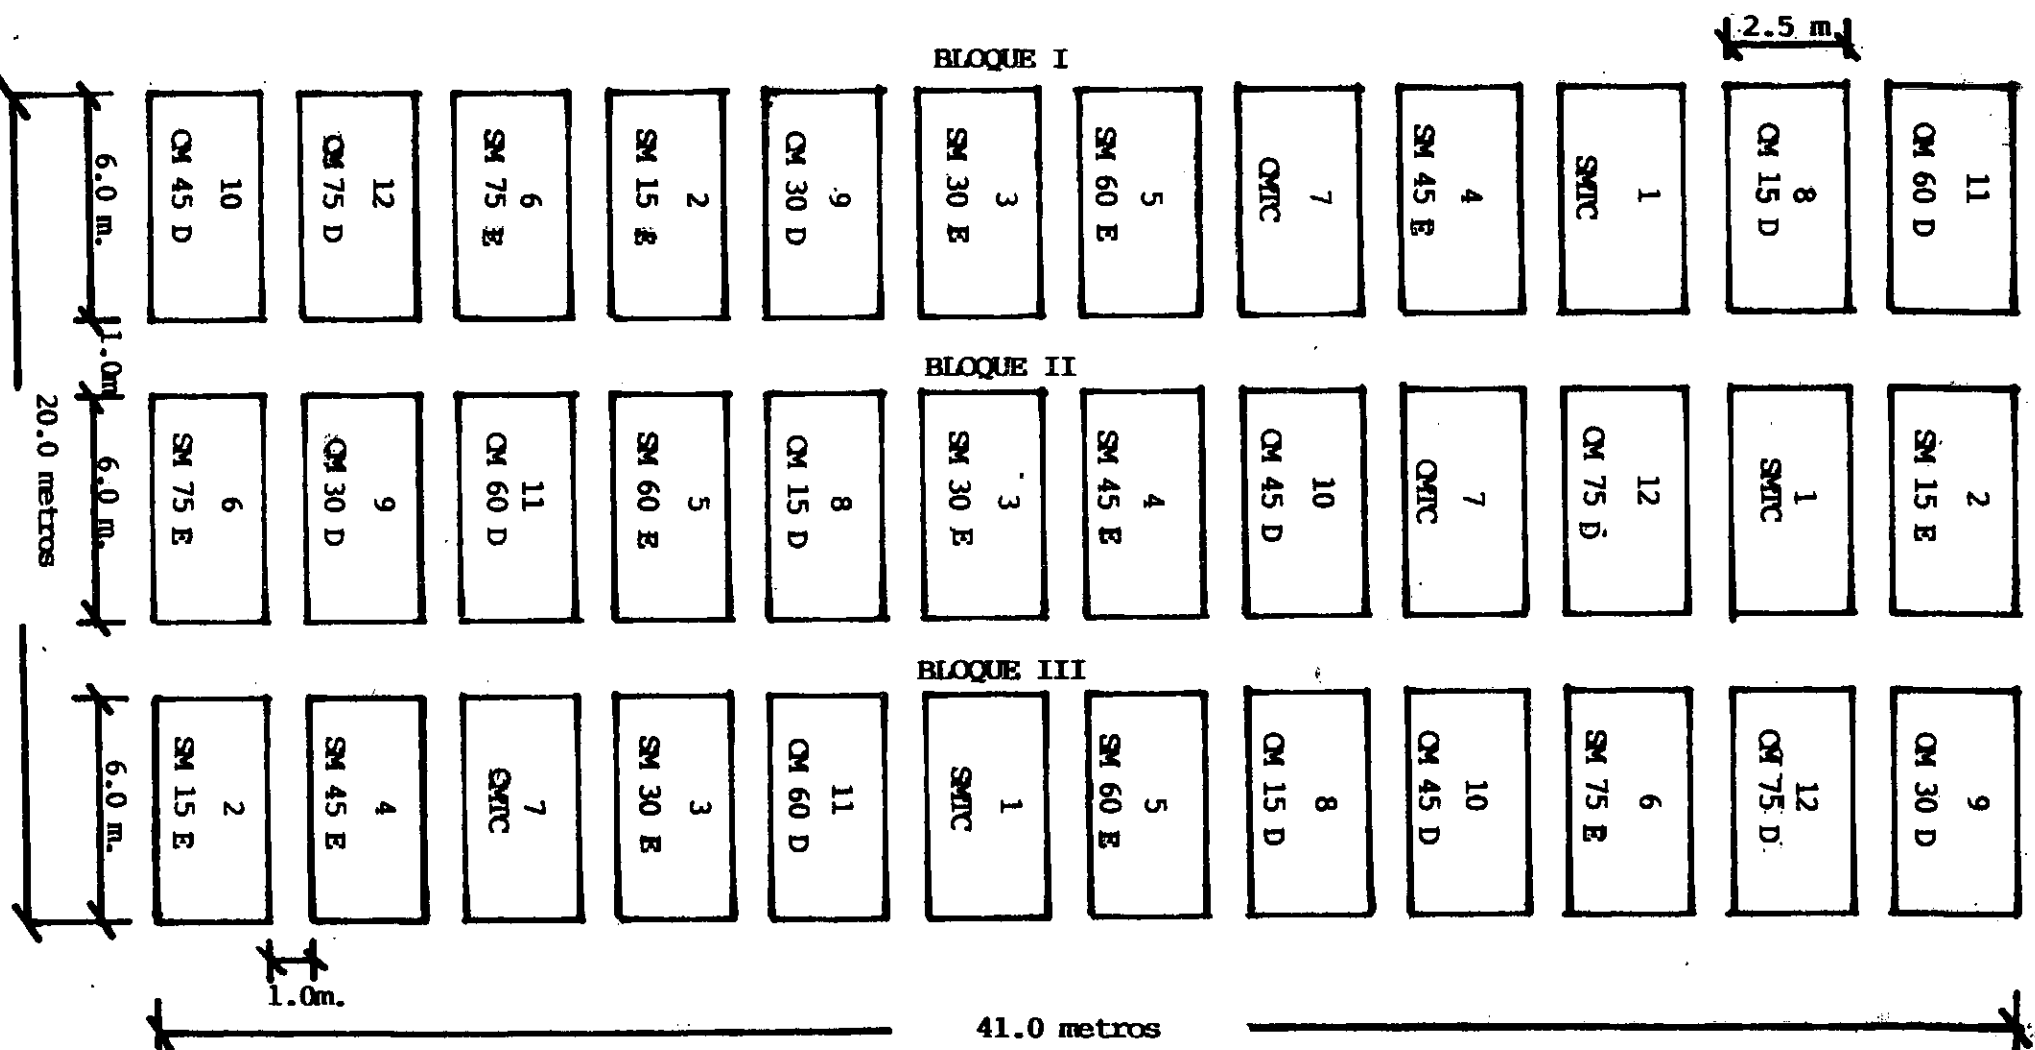 2.5 m.
BLOQUE I
6.0 m.
10
CM 45 D
12
CM 75 D
6
SM 75 E
2
SM 15 E
9
CM 30 D
3
SM 30 E
5
SM 60 E
7
CMTC
4
SM 45 E
1
SMTC
8
CM 15 D
11
CM 60 D
1.0m
BLOQUE II
20.0 metros
6.0 m.
6
SM 75 E
9
CM 30 D
11
CM 60 D
5
SM 60 E
8
CM 15 D
3
SM 30 E
4
SM 45 E
10
CM 45 D
7
CMTC
12
CM 75 D
1
SMTC
2
SM 15 E
BLOQUE III
6.0 m.
2
SM 15 E
4
SM 45 E
7
CMTC
3
SM 30 E
11
CM 60 D
1
SMTC
5
SM 60 E
8
CM 15 D
10
CM 45 D
6
SM 75 E
12
CM 75 D
9
CM 30 D
1.0m.
41.0 metros